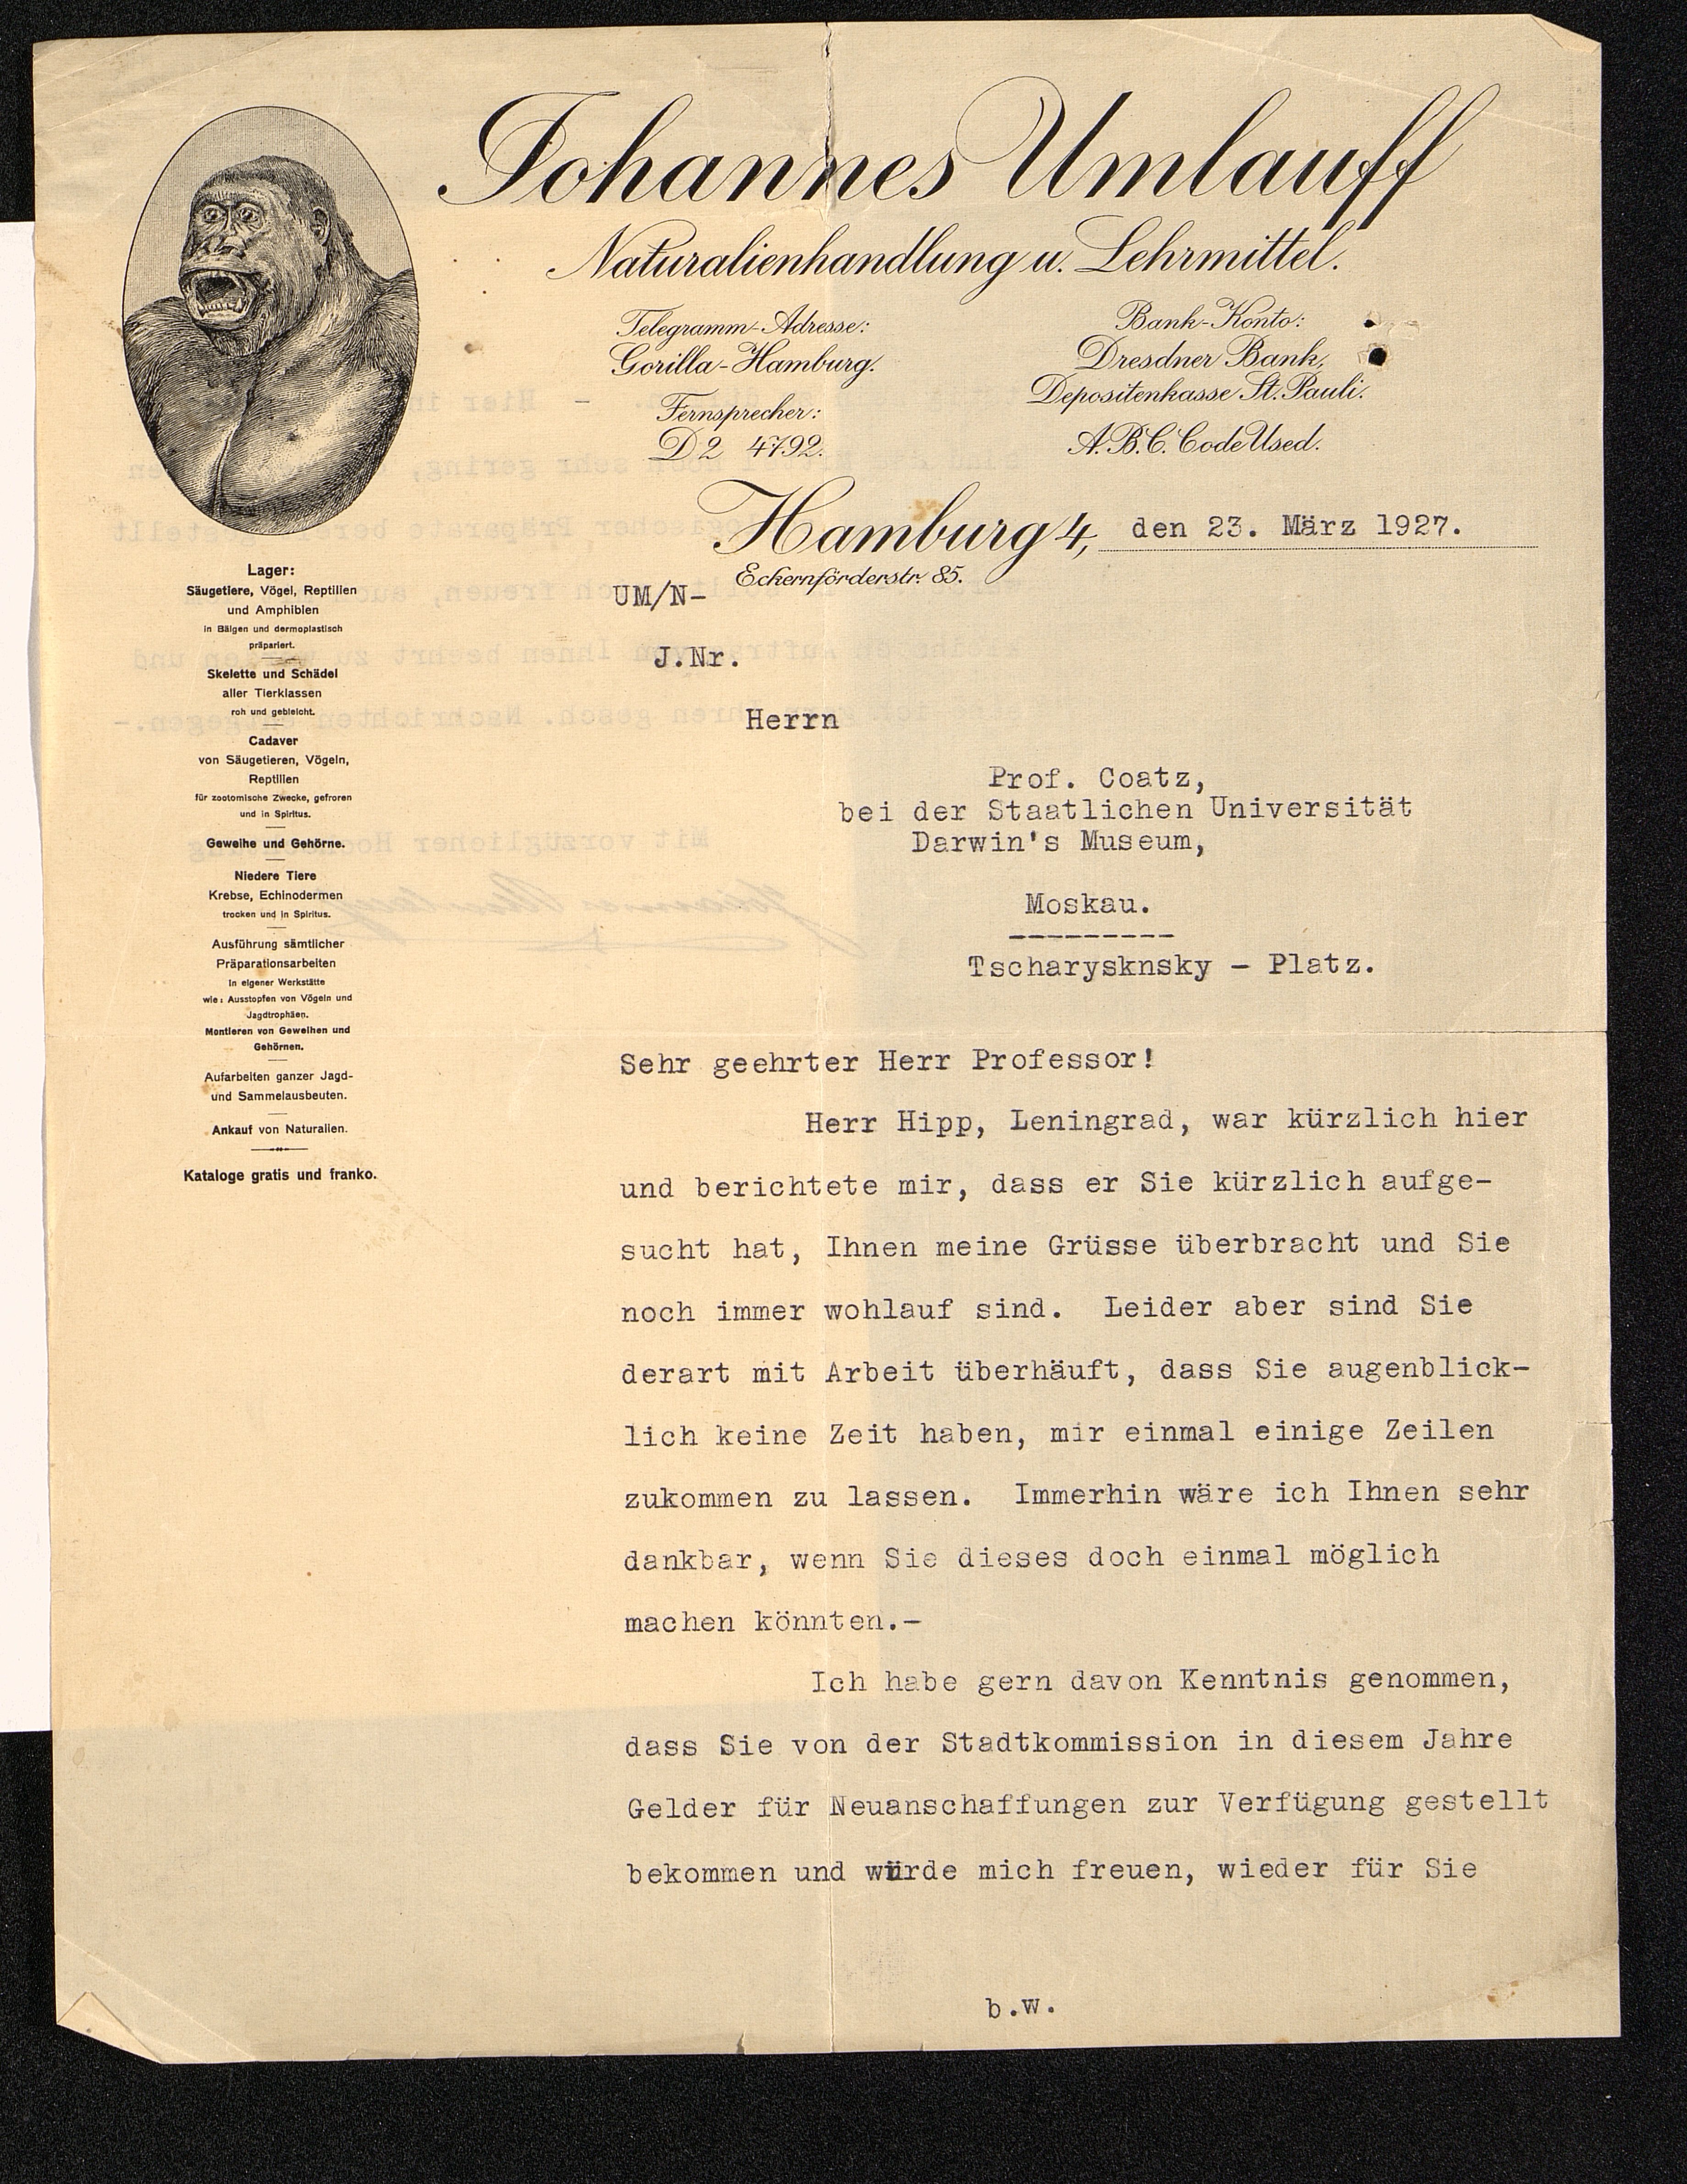 Johannes Umlauff
Naturalienhandlung u. Lehrmittel.
Telegramm-Adresse:
Gorilla-Hamburg.
Fernsprecher:
D2 4792.
Bank-Konto:
Dresdner Bank,
Depositenkasse St. Pauli.
A.B.C. Code Used.
Hamburg 4, den 23. März 1927.
Eckernförderstr. 85.
Lager:
Säugetiere, Vögel, Reptilien
und Amphibien
in Bälgen und dermoplastisch
präpariert.
Skelette und Schädel
aller Tierklassen
roh und gebleicht.
Cadaver
von Säugetieren, Vögeln,
Reptilien
für zootomische Zwecke, gefroren
und in Spiritus.
Geweihe und Gehörne.
Niedere Tiere
Krebse, Echinodermen
trocken und in Spiritus.
Ausführung sämtlicher
Präparationsarbeiten
in eigener Werkstätte
wie: Ausstopfen von Vögeln und
Jagdtrophäen.
Montieren von Geweihen und
Gehörnen.
Aufarbeiten ganzer Jagd-
und Sammelausbeuten.
Ankauf von Naturalien.
Kataloge gratis und franko.
UM/N-
J.Nr.
Herrn
Prof. Coatz,
bei der Staatlichen Universität
Darwin's Museum,
Moskau.
Tscharysknsky - Platz.
Sehr geehrter Herr Professor!
Herr Hipp, Leningrad, war kürzlich hier
und berichtete mir, dass er Sie kürzlich aufge-
sucht hat, Ihnen meine Grüsse überbracht und Sie
noch immer wohlauf sind. Leider aber sind Sie
derart mit Arbeit überhäuft, dass Sie augenblick-
lich keine Zeit haben, mir einmal einige Zeilen
zukommen zu lassen. Immerhin wäre ich Ihnen sehr
dankbar, wenn Sie dieses doch einmal möglich
machen könnten.-
Ich habe gern davon Kenntnis genommen,
dass Sie von der Stadtkommission in diesem Jahre
Gelder für Neuanschaffungen zur Verfügung gestellt
bekommen und würde mich freuen, wieder für Sie
b.w.